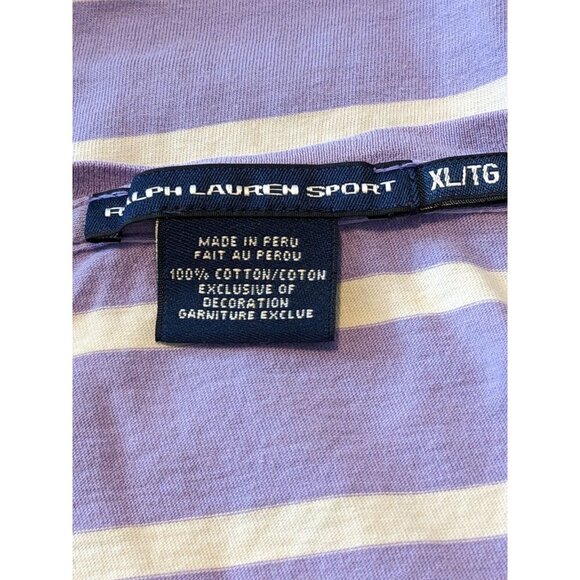 RALPH LAUREN SPORT
XL/TG
MADE IN PERU
FAIT AU PEROU
100% COTTON/COTON
EXCLUSIVE OF
DECORATION
GARNITURE EXCLUE